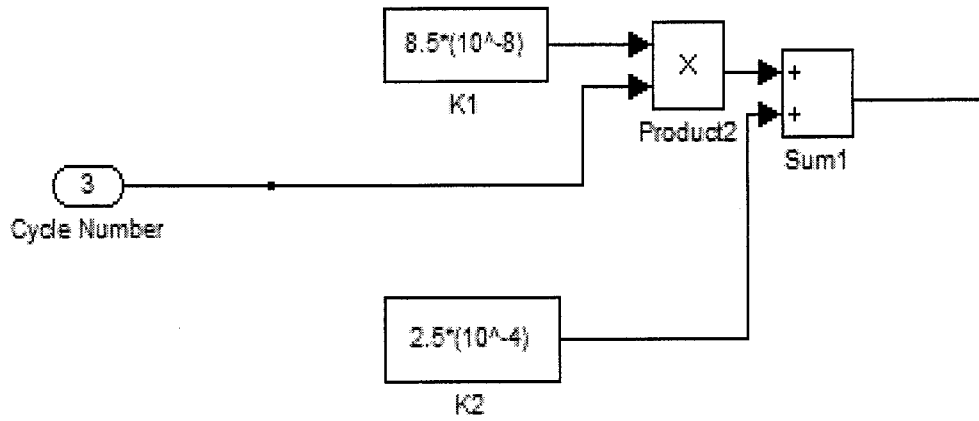 8.5*(10^-8)
K1
X
Product2
+
+
Sum1
3
Cycle Number
2.5*(10^-4)
K2